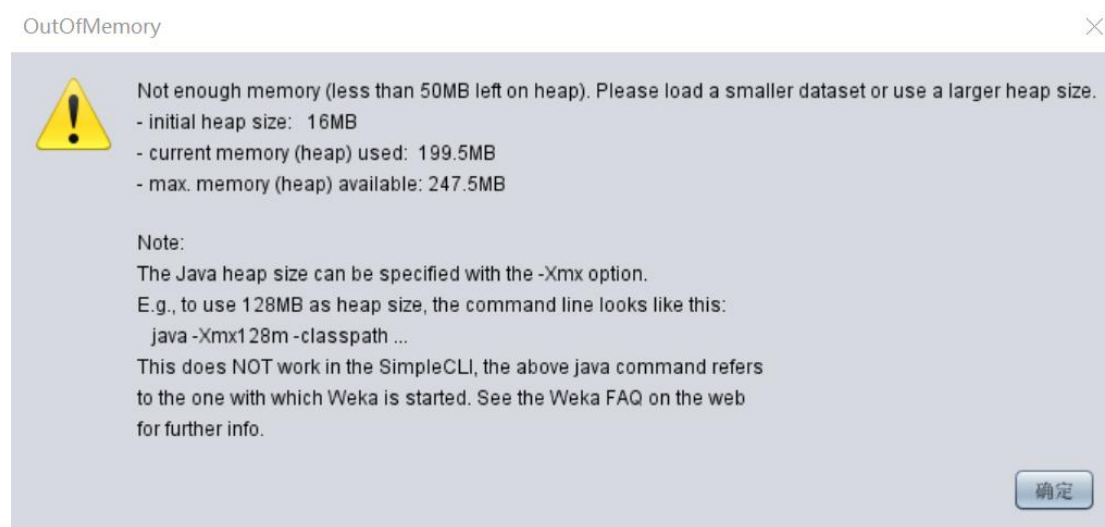 OutOfMemory
Not enough memory (less than 50MB left on heap). Please load a smaller dataset or use a larger heap size.
- initial heap size:  16MB
- current memory (heap) used:  199.5MB
- max. memory (heap) available: 247.5MB
Note:
The Java heap size can be specified with the -Xmx option.
E.g., to use 128MB as heap size, the command line looks like this:
java -Xmx128m -classpath ...
This does NOT work in the SimpleCLI, the above java command refers
to the one with which Weka is started. See the Weka FAQ on the web
for further info.
确定